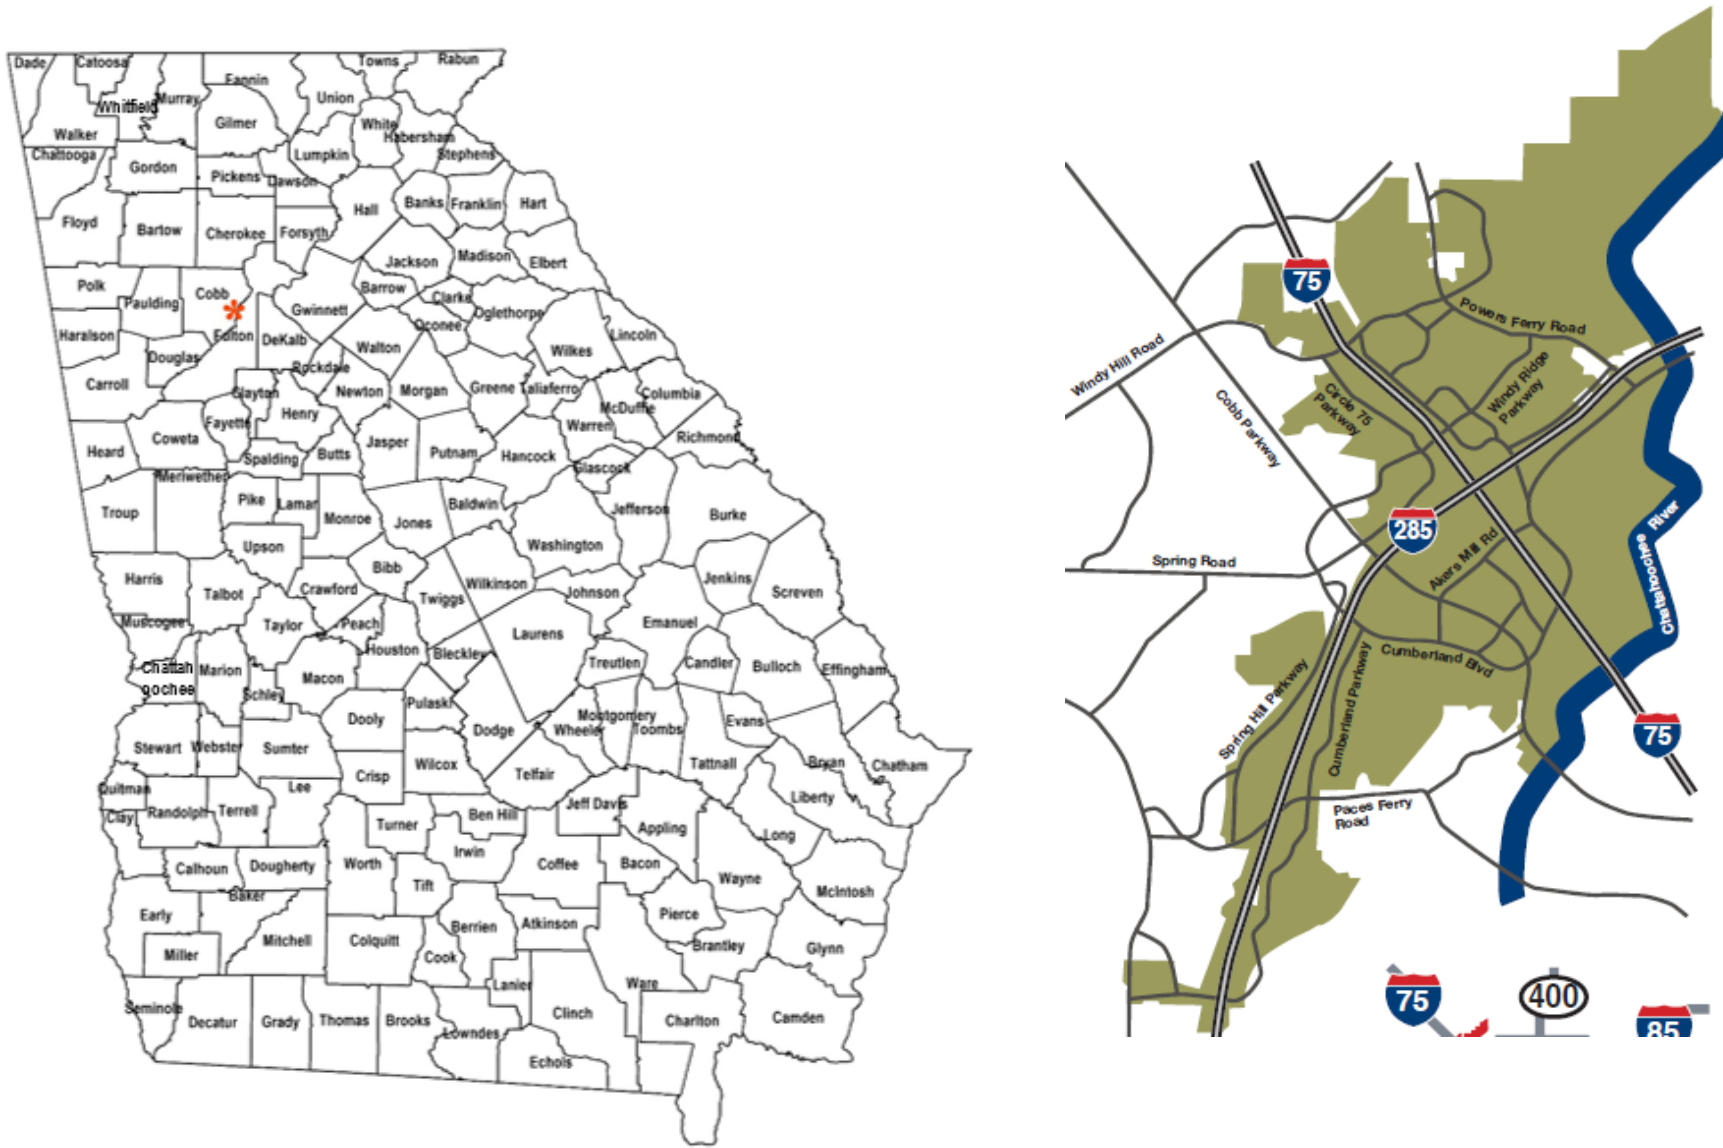 Dade
Catoosa
Towns
Rabun
Fannin
Whitfield
Murray
Union
Gilmer
White
Habersham
Walker
Chattooga
Lumpkin
Stephens
Gordon
Pickens
Dawson
Floyd
Bartow
Cherokee
Forsyth
Hall
Banks
Franklin
Hart
Jackson
Madison
Elbert
Polk
Paulding
Cobb
*
Gwinnett
Barrow
Clarke
Oconee
Oglethorpe
Haralson
Douglas
Fulton
DeKalb
Walton
Wilkes
Lincoln
Carroll
Rockdale
Clayton
Newton
Morgan
Greene
Taliaferro
McDuffie
Columbia
Henry
Fayette
Coweta
Heard
Spalding
Butts
Jasper
Putnam
Hancock
Warren
Richmond
Glascock
Meriwether
Troup
Pike
Lamar
Monroe
Jones
Baldwin
Jefferson
Burke
Upson
Bibb
Washington
Harris
Talbot
Crawford
Twiggs
Wilkinson
Johnson
Jenkins
Screven
Muscogee
Taylor
Peach
Houston
Bleckley
Laurens
Emanuel
Chattah
oochee
Marion
Schley
Macon
Treutlen
Candler
Bulloch
Effingham
Pulaski
Dooly
Dodge
Wheeler
Montgomery
Toombs
Evans
Stewart
Webster
Sumter
Crisp
Wilcox
Telfair
Tattnall
Bryan
Chatham
Quitman
Clay
Randolph
Terrell
Lee
Turner
Ben Hill
Jeff Davis
Appling
Liberty
Long
Calhoun
Dougherty
Worth
Irwin
Tift
Coffee
Bacon
Wayne
McIntosh
Early
Baker
Miller
Mitchell
Colquitt
Berrien
Cook
Atkinson
Pierce
Brantley
Glynn
Seminole
Decatur
Grady
Thomas
Brooks
Lowndes
Lanier
Clinch
Echols
Ware
Charlton
Camden
75
Powers Ferry Road
Windy Hill Road
Windy Ridge
Parkway
Circle 75
Parkway
Cobb Parkway
285
Chattahoochee River
Akers Mill Rd
Spring Road
Cumberland Blvd
Spring Hill Parkway
Cumberland Parkway
75
Paces Ferry
Road
75
400
85